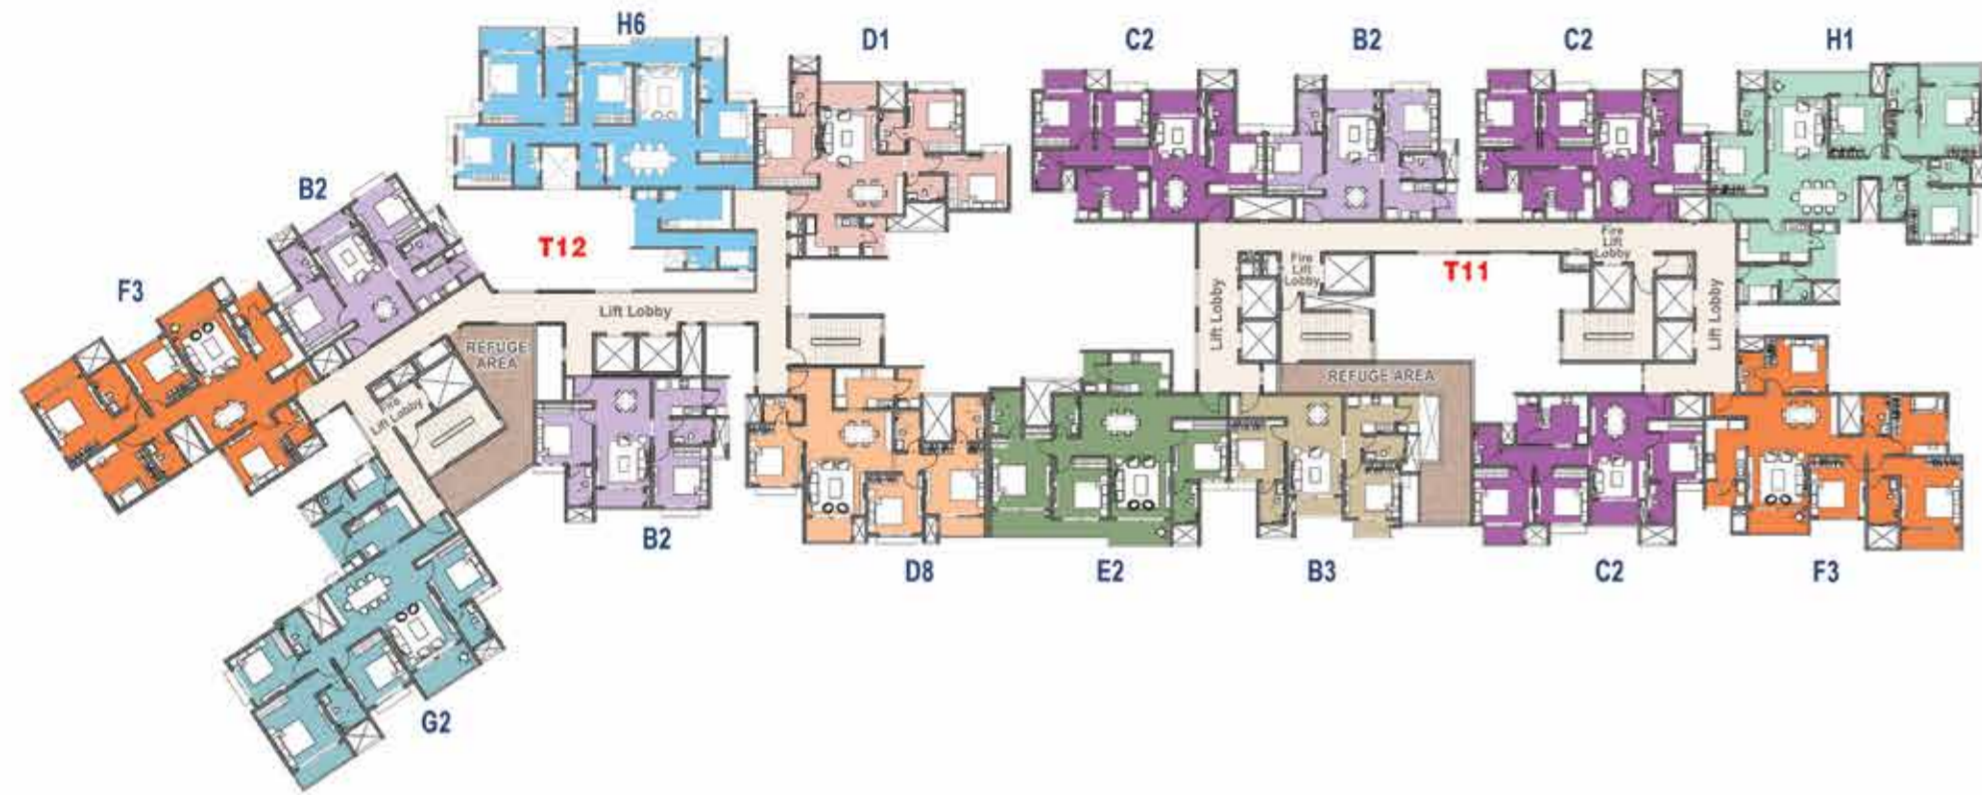 H6
D1
C2
B2
C2
H1
B2
T12
F3
Lift Lobby
REFUGE
AREA
Fire
Lift Lobby
B2
G2
D8
E2
B3
C2
F3
T11
Fire
Lift
Lobby
Fire
Lift
Lobby
Lift Lobby
Lift Lobby
REFUGE AREA